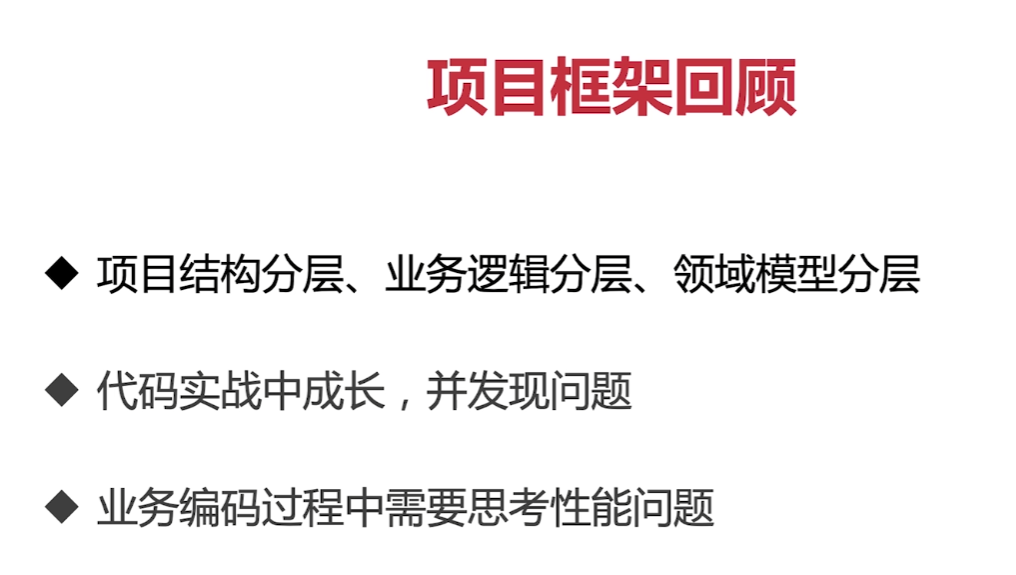 项目框架回顾
◆ 项目结构分层、业务逻辑分层、领域模型分层
◆ 代码实战中成长，并发现问题
◆ 业务编码过程中需要思考性能问题